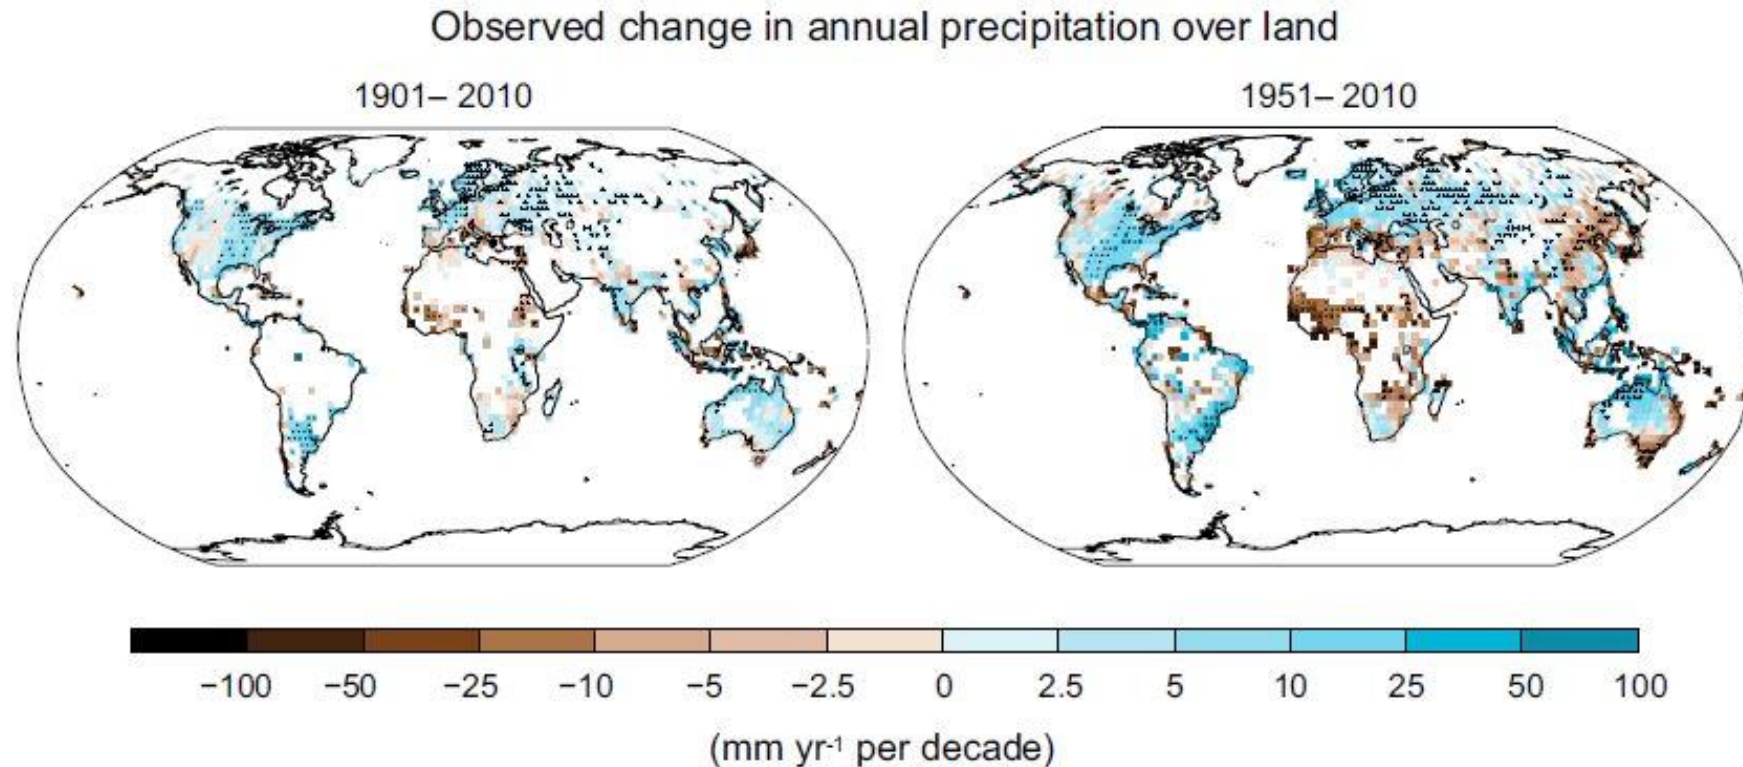 Observed change in annual precipitation over land
1901– 2010
1951– 2010
−100 −50 −25 −10 −5 −2.5 0 2.5 5 10 25 50 100
(mm yr-1 per decade)